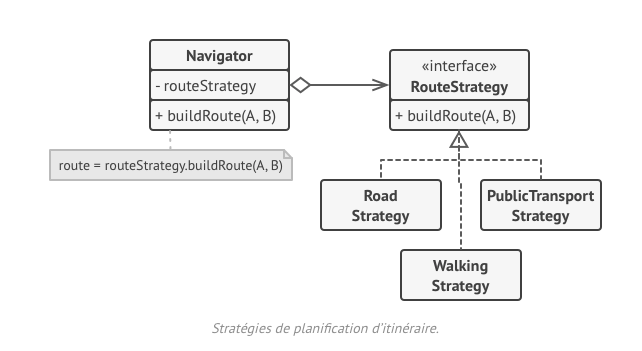 Navigator
- routeStrategy
+ buildRoute(A, B)
route = routeStrategy.buildRoute(A, B)
«interface»
RouteStrategy
+ buildRoute(A, B)
Road
Strategy
PublicTransport
Strategy
Walking
Strategy
Stratégies de planification d'itinéraire.